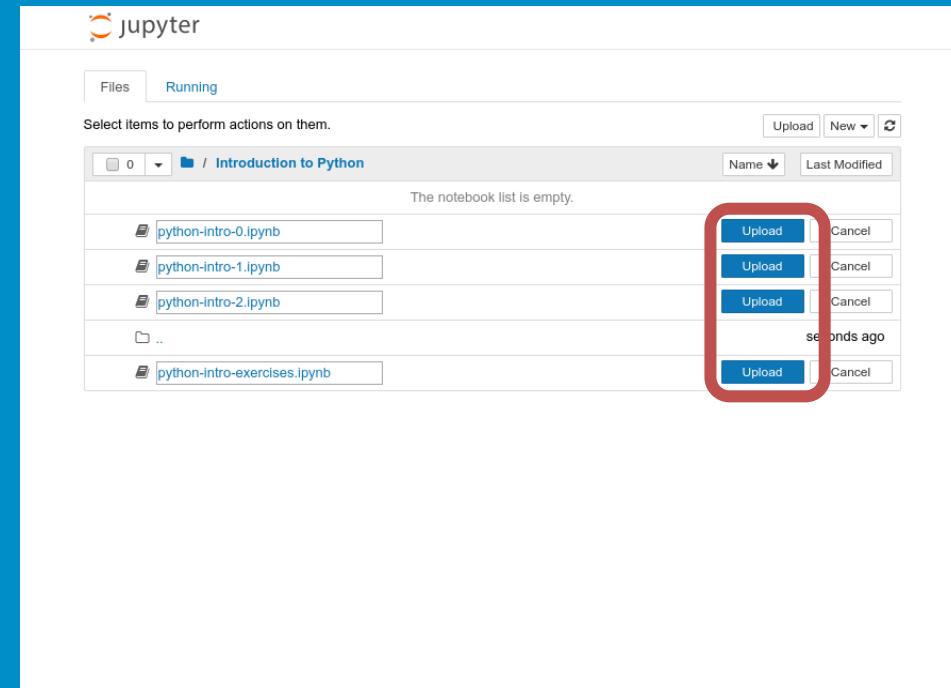 jupyter
Files Running
Select items to perform actions on them. Upload New
0 / Introduction to Python Name Last Modified
The notebook list is empty.
python-intro-0.ipynb Upload Cancel
python-intro-1.ipynb Upload Cancel
python-intro-2.ipynb Upload Cancel
.. seconds ago
python-intro-exercises.ipynb Upload Cancel